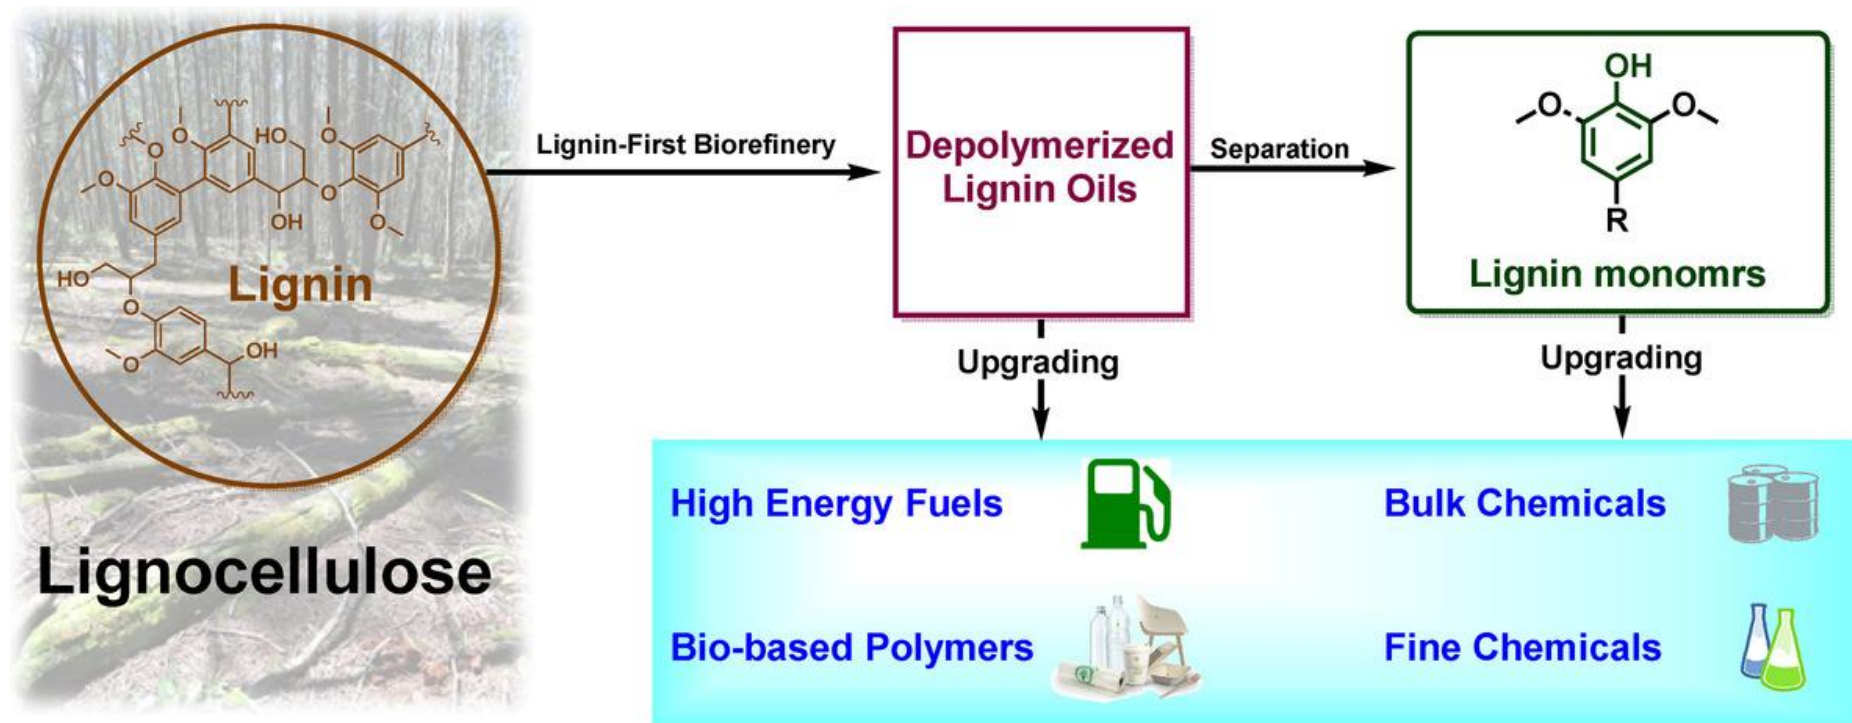 Lignin
HO
OH
HO
OH
O
O
O
O
O
O
O
O
Lignocellulose
Lignin-First Biorefinery
Depolymerized
Lignin Oils
Separation
OH
O
O
R
Lignin monomrs
Upgrading
Upgrading
High Energy Fuels
Bulk Chemicals
Bio-based Polymers
Fine Chemicals